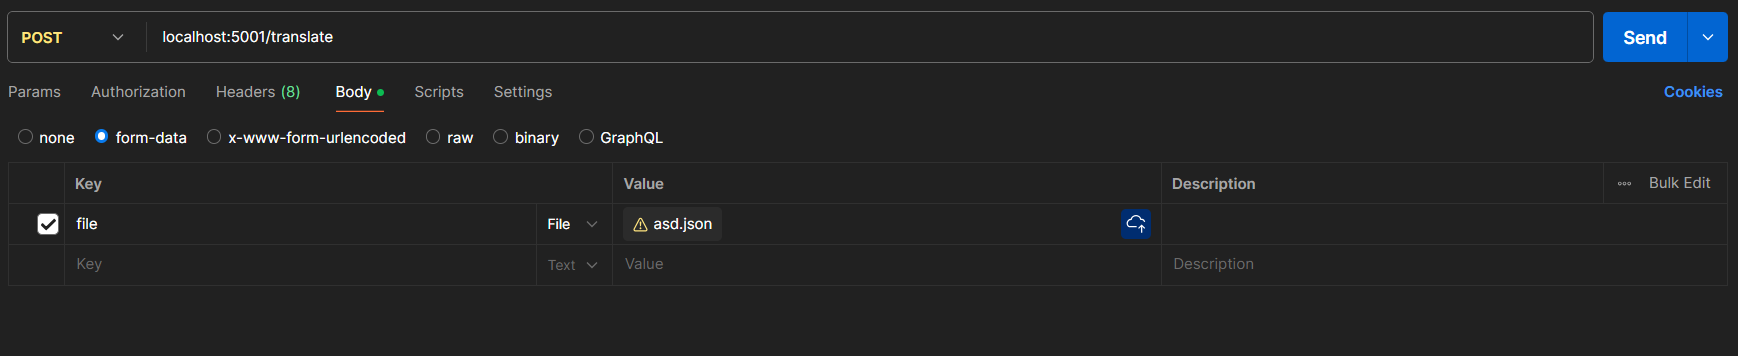 POST localhost:5001/translate Send
Params Authorization Headers (8) Body Scripts Settings Cookies
none form-data x-www-form-urlencoded raw binary GraphQL
Key Value Description Bulk Edit
file File asd.json
Key Text Value Description